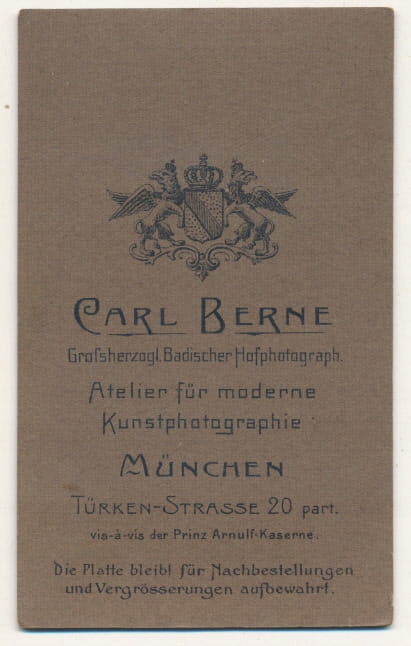 CARL BERNE
Grofsherzogl. Badischer Hofphotograph.
Atelier für moderne
Kunstphotographie
MÜNCHEN
TÜRKEN-STRASSE 20 part.
vis-à-vis der Prinz Arnulf-Kaserne.
Die Platte bleibt für Nachbestellungen
und Vergrösserungen aufbewahrt.